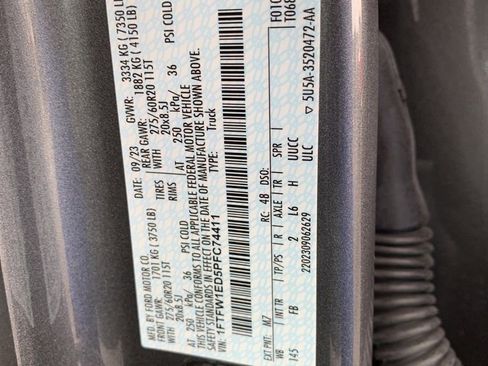 MFD. BY FORD MOTOR CO.
DATE: 09/23 GVWR: 3334 KG ( 7350 LB
FRONT GAWR: 1701 KG ( 3750 LB) REAR GAWR: 1882 KG ( 4150 LB)
275/60R20 115T TIRES WITH 275/60R20 115T
20x8.5J RIMS 20x8.5J
AT 250 kPa/ 36 PSI COLD AT 250 kPa/ 36 PSI COLD
THIS VEHICLE CONFORMS TO ALL APPLICABLE FEDERAL MOTOR VEHICLE
SAFETY STANDARDS IN EFFECT ON THE DATE OF MANUFACTURE SHOWN ABOVE.
VIN: 1FTFW1ED5PFC74411
TYPE: Truck
F0
T06
EXT PNT: M7 RC: 48 DSO:
WB INT TR TP/PS R AXLE TR SPR
145 FB 2 L6 H UUCC
2202309062629 ULC
5U5A-3520472-AA